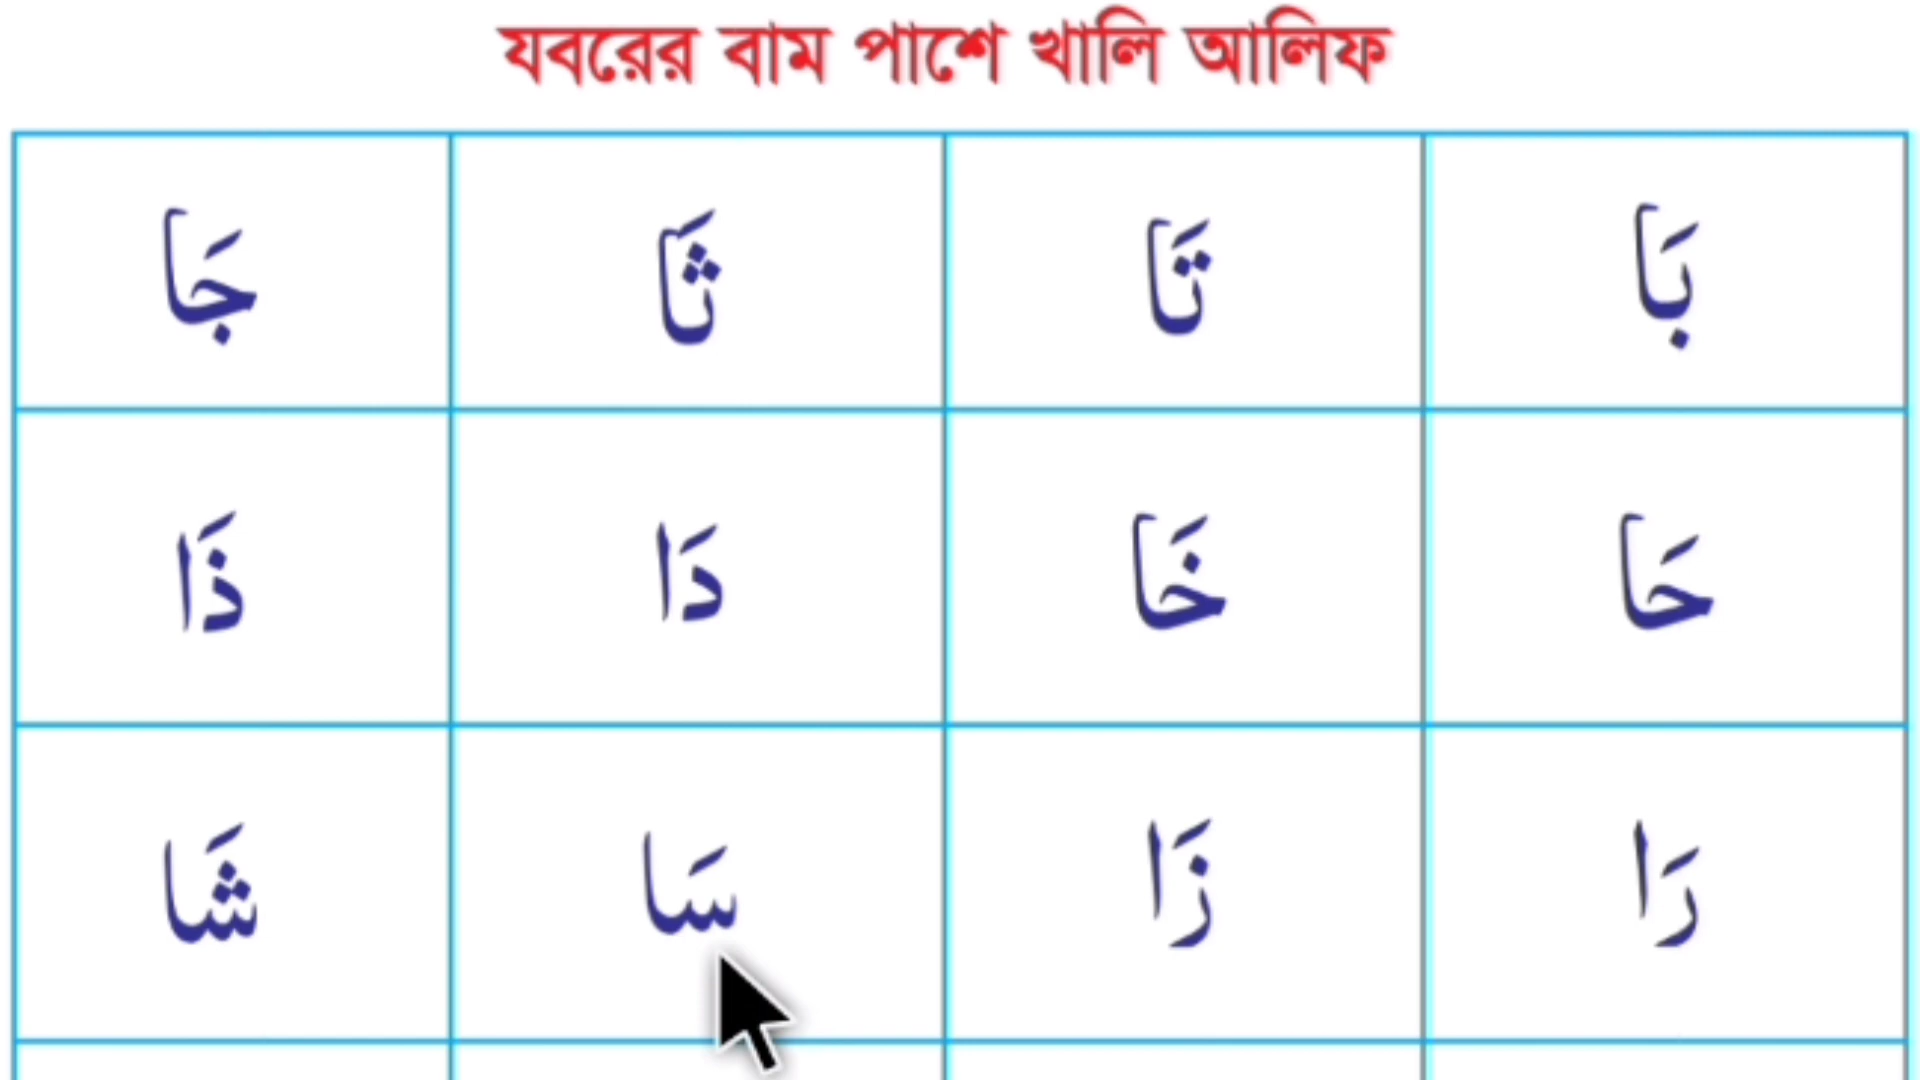 যবরের বাম পাশে খালি আলিফ
بَا تَا ثَا جَا
حَا خَا دَا ذَا
رَا زَا سَا شَا